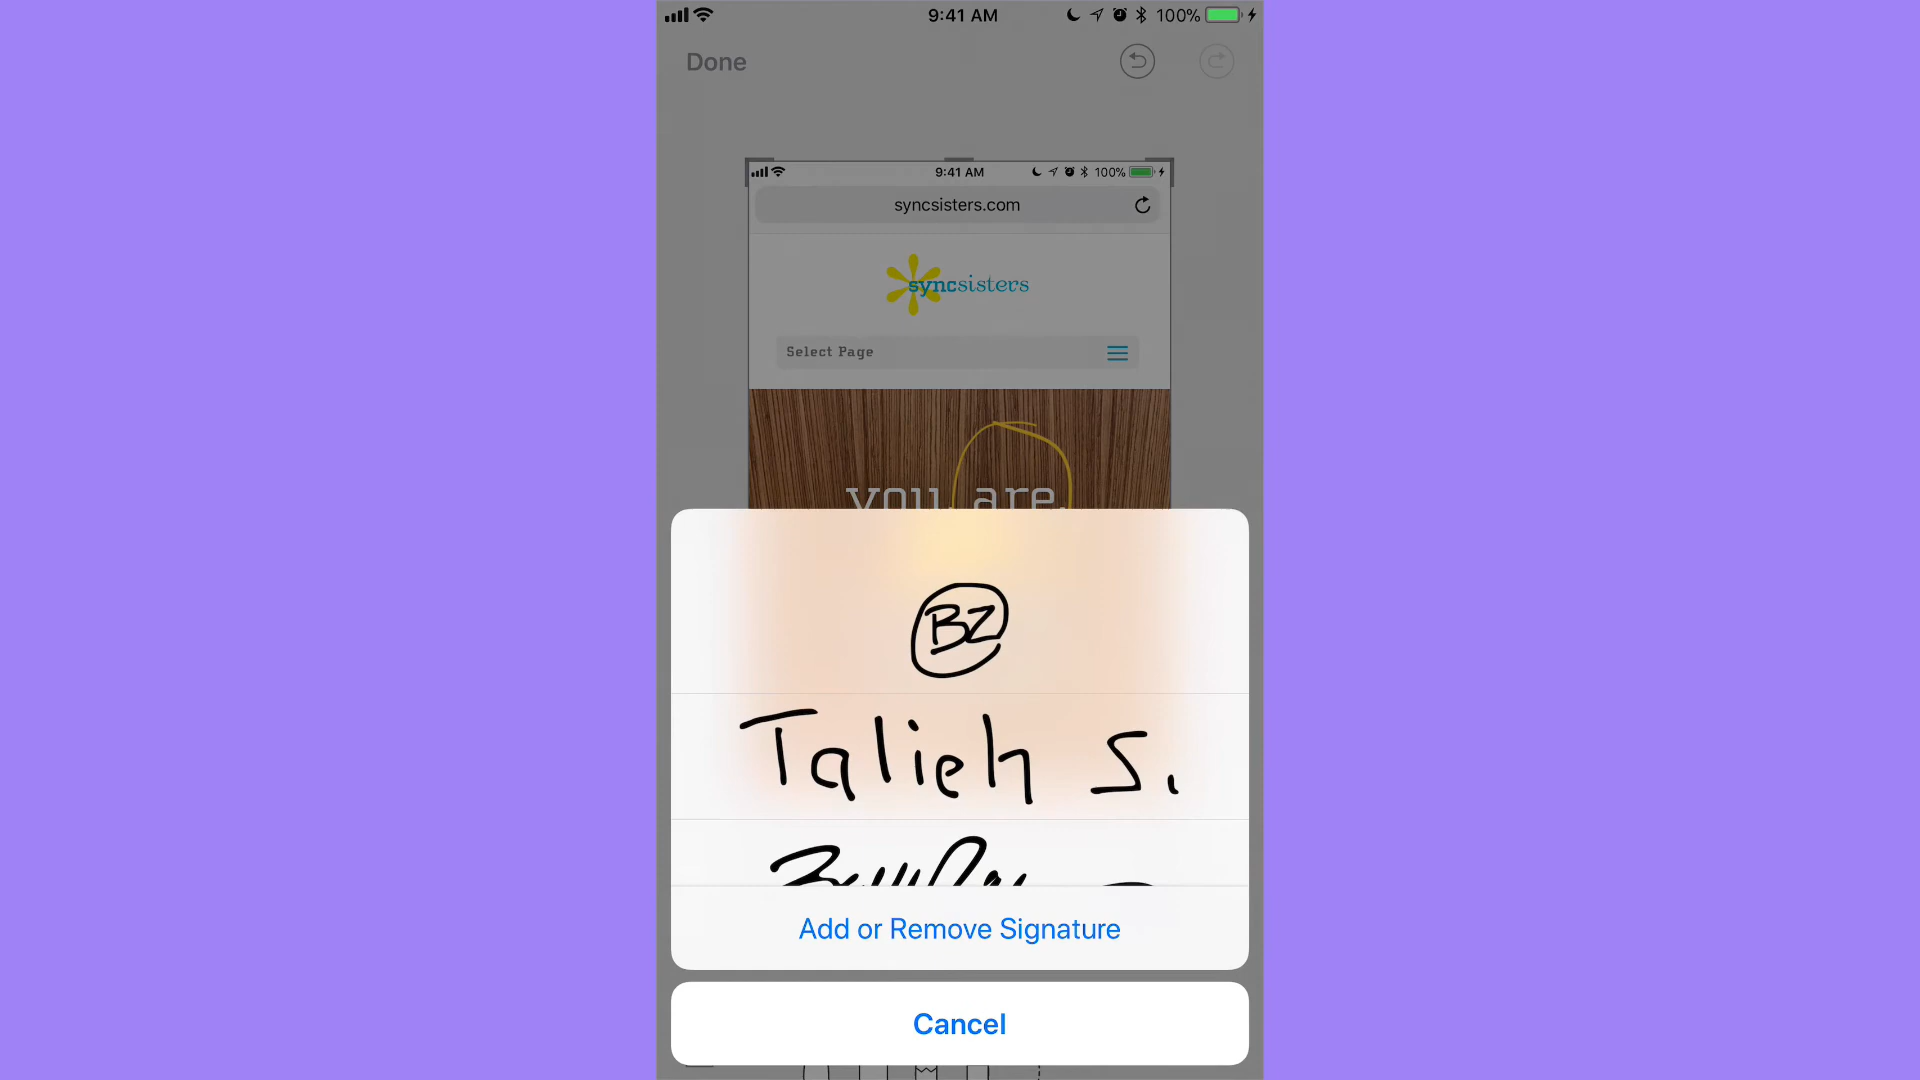 9:41 AM 100%
Done
9:41 AM 100%
syncsisters.com
syncsisters
Select Page
you are
BZ
Talieh S.
Add or Remove Signature
Cancel